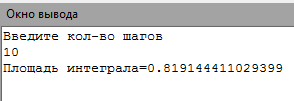 Окно вывода
Введите кол-во шагов
10
Площадь интеграла=0.819144411029399